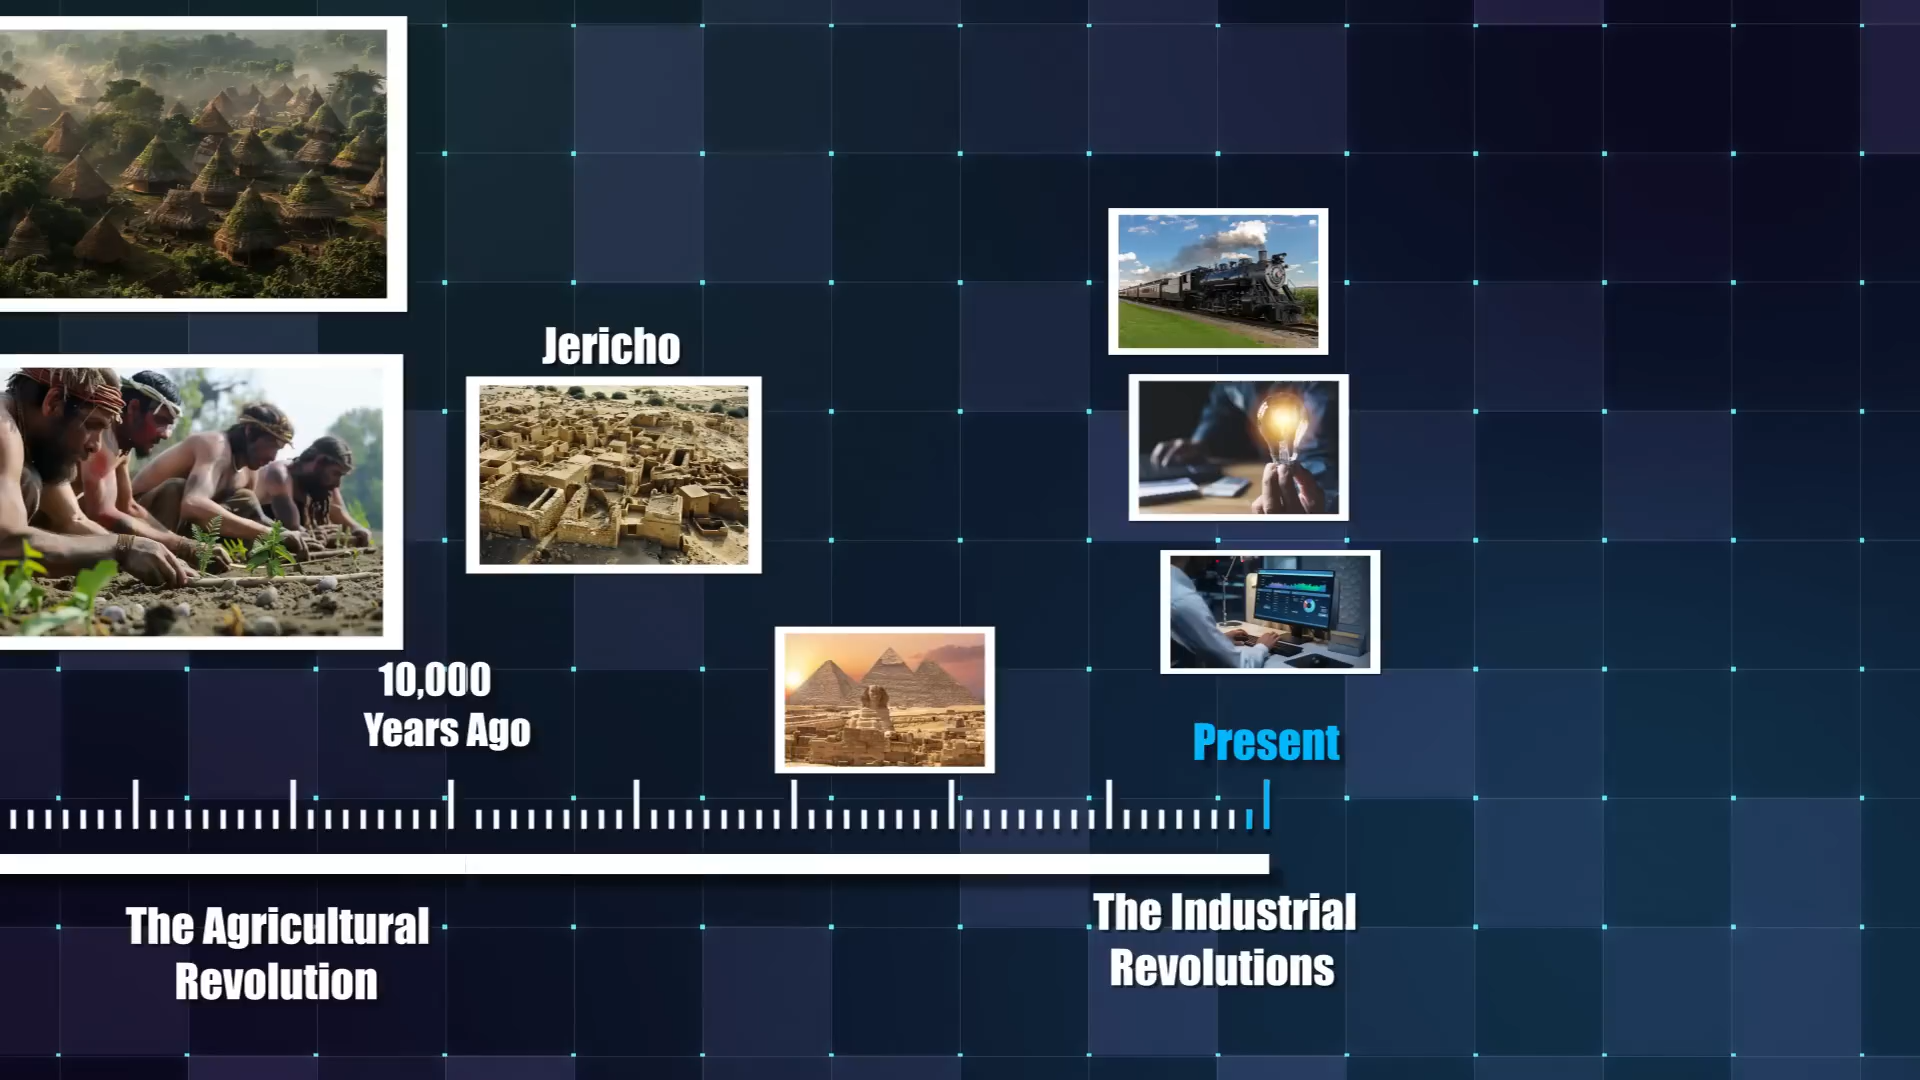 Jericho
10,000
Years Ago
Present
The Agricultural
Revolution
The Industrial
Revolutions